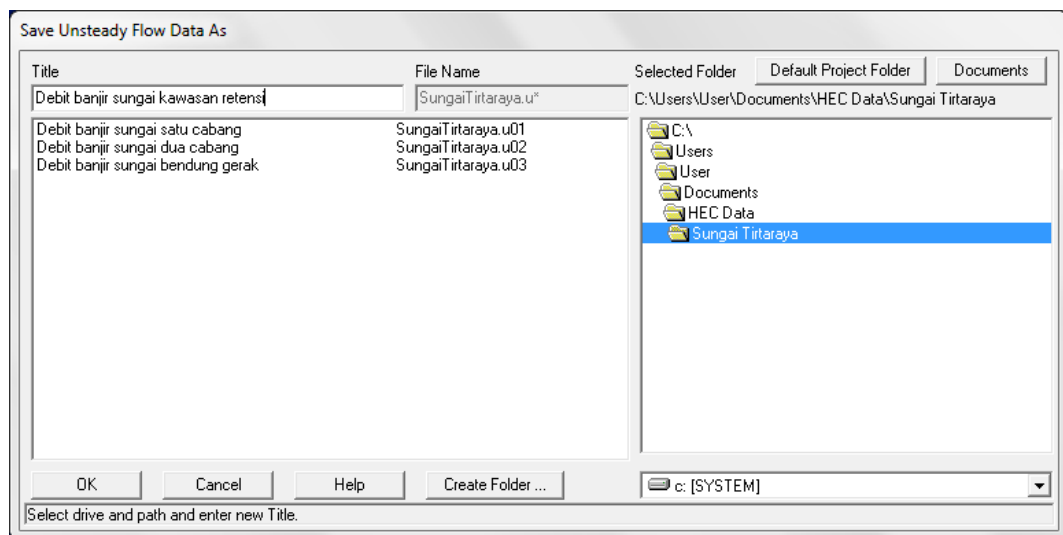 Save Unsteady Flow Data As
Title File Name Selected Folder Default Project Folder Documents
Debit banjir sungai kawasan retensi SungaiTirtaraya.u* C:\Users\User\Documents\HEC Data\Sungai Tirtaraya
Debit banjir sungai satu cabang SungaiTirtaraya.u01
Debit banjir sungai dua cabang SungaiTirtaraya.u02
Debit banjir sungai bendung gerak SungaiTirtaraya.u03
C:\
Users
User
Documents
HEC Data
Sungai Tirtaraya
OK Cancel Help Create Folder ... c: [SYSTEM]
Select drive and path and enter new Title.